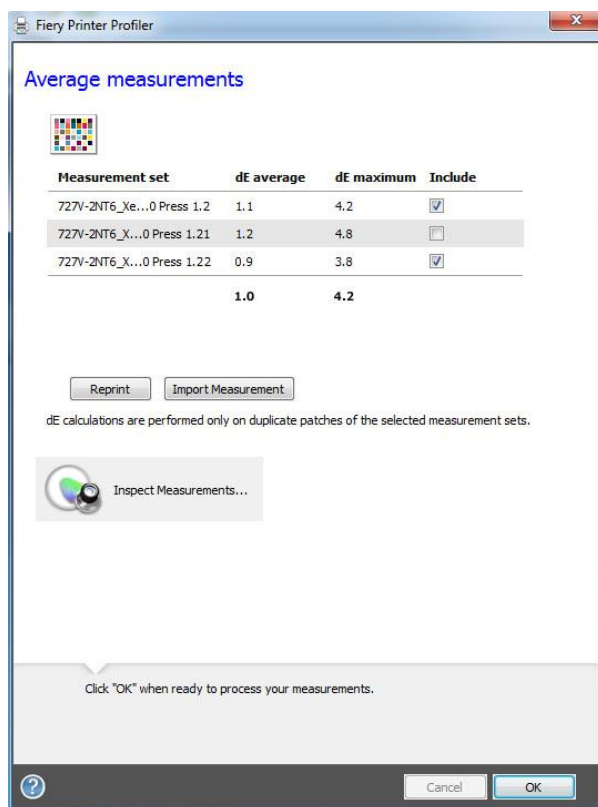 Fiery Printer Profiler
Average measurements
Measurement set dE average dE maximum Include
727V-2NT6_Xe...0 Press 1.2 1.1 4.2
727V-2NT6_X...0 Press 1.21 1.2 4.8
727V-2NT6_X...0 Press 1.22 0.9 3.8
1.0 4.2
Reprint Import Measurement
dE calculations are performed only on duplicate patches of the selected measurement sets.
Inspect Measurements...
Click "OK" when ready to process your measurements.
Cancel OK